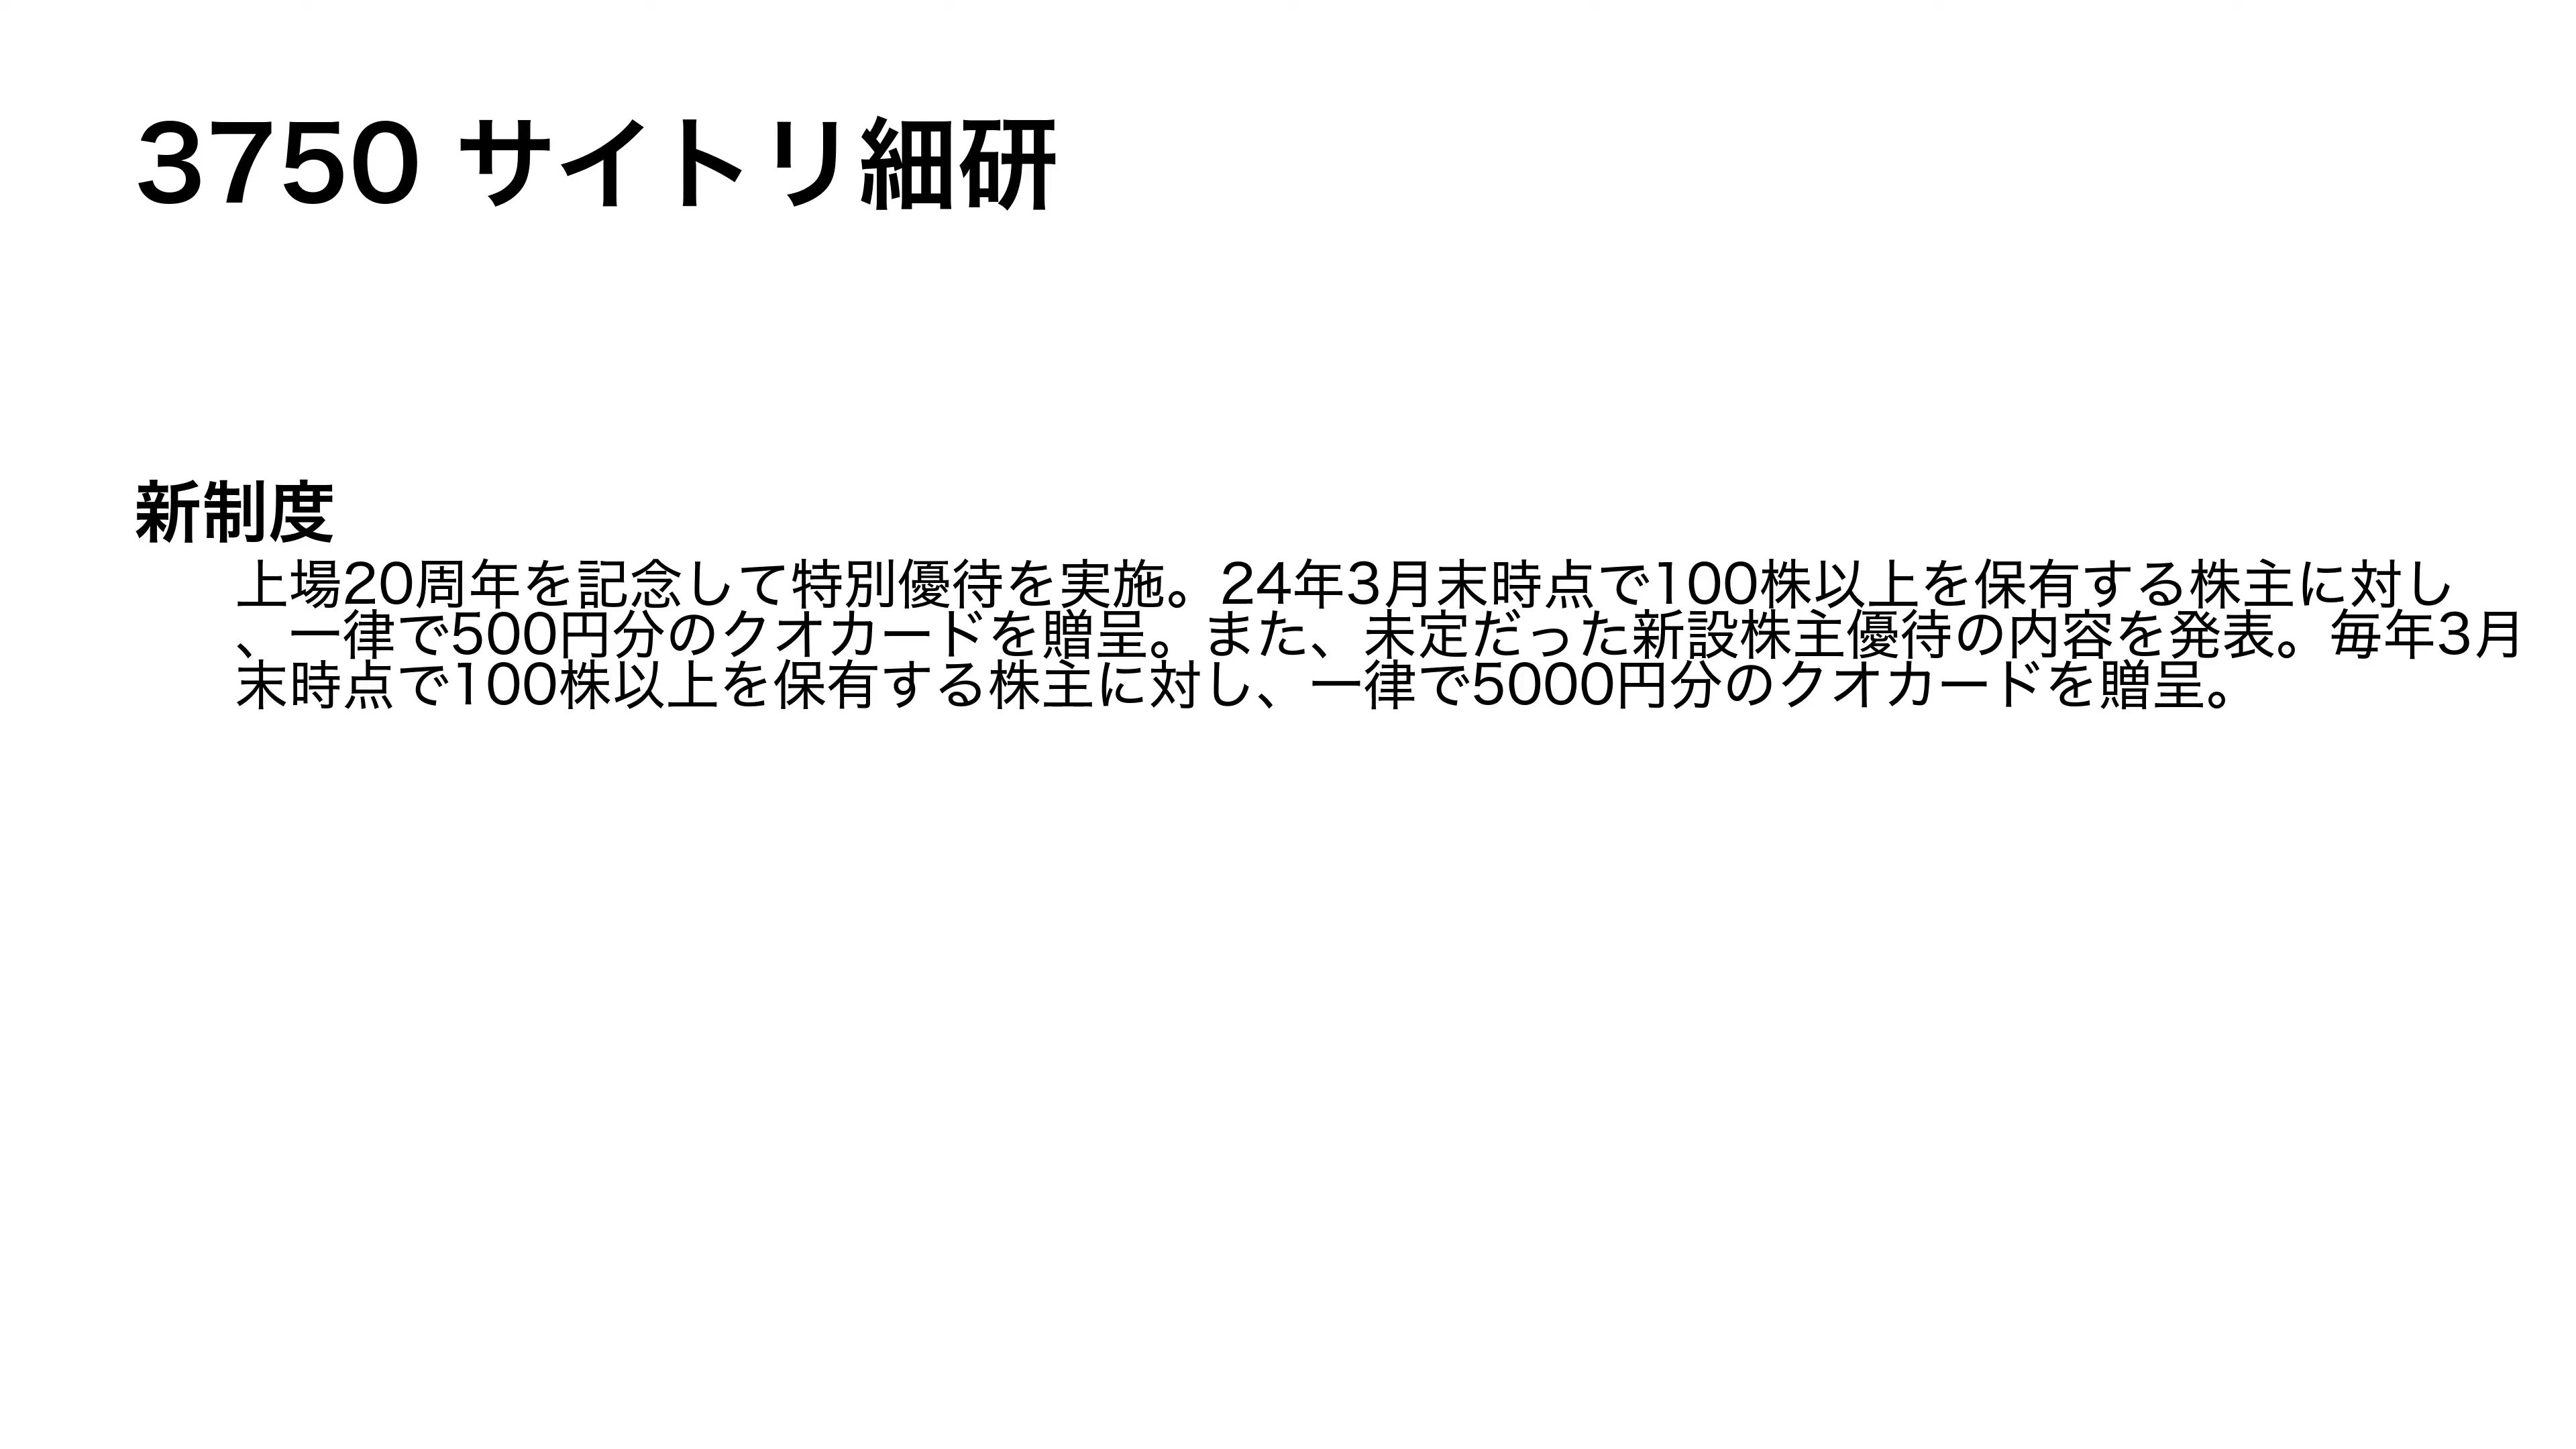 3750 サイトリ細研
新制度
上場20周年を記念して特別優待を実施。24年3月末時点で100株以上を保有する株主に対し
、一律で500円分のクオカードを贈呈。また、未定だった新設株主優待の内容を発表。毎年3月
末時点で100株以上を保有する株主に対し、一律で5000円分のクオカードを贈呈。